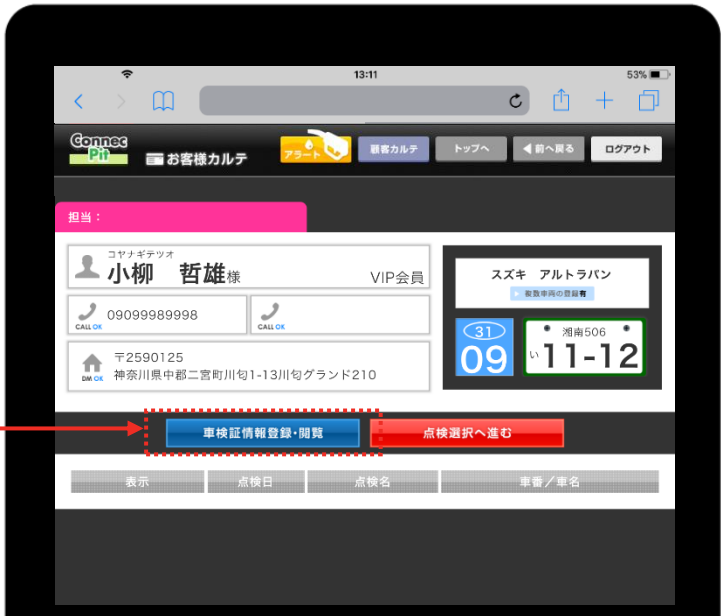 13:11
53%
Connec
Pit
お客様カルテ
アラート
顧客カルテ
トップへ
◀前へ戻る
ログアウト
担当：
コヤナギテツオ
小柳 哲雄様
VIP会員
スズキ アルトラパン
複数車両の登録有
CALL OK
09099989998
CALL OK
31
09
湘南506
い 11-12
DM OK
〒2590125
神奈川県中郡二宮町川匂1-13川匂グランド210
車検証情報登録・閲覧
点検選択へ進む
表示
点検日
点検名
車番／車名